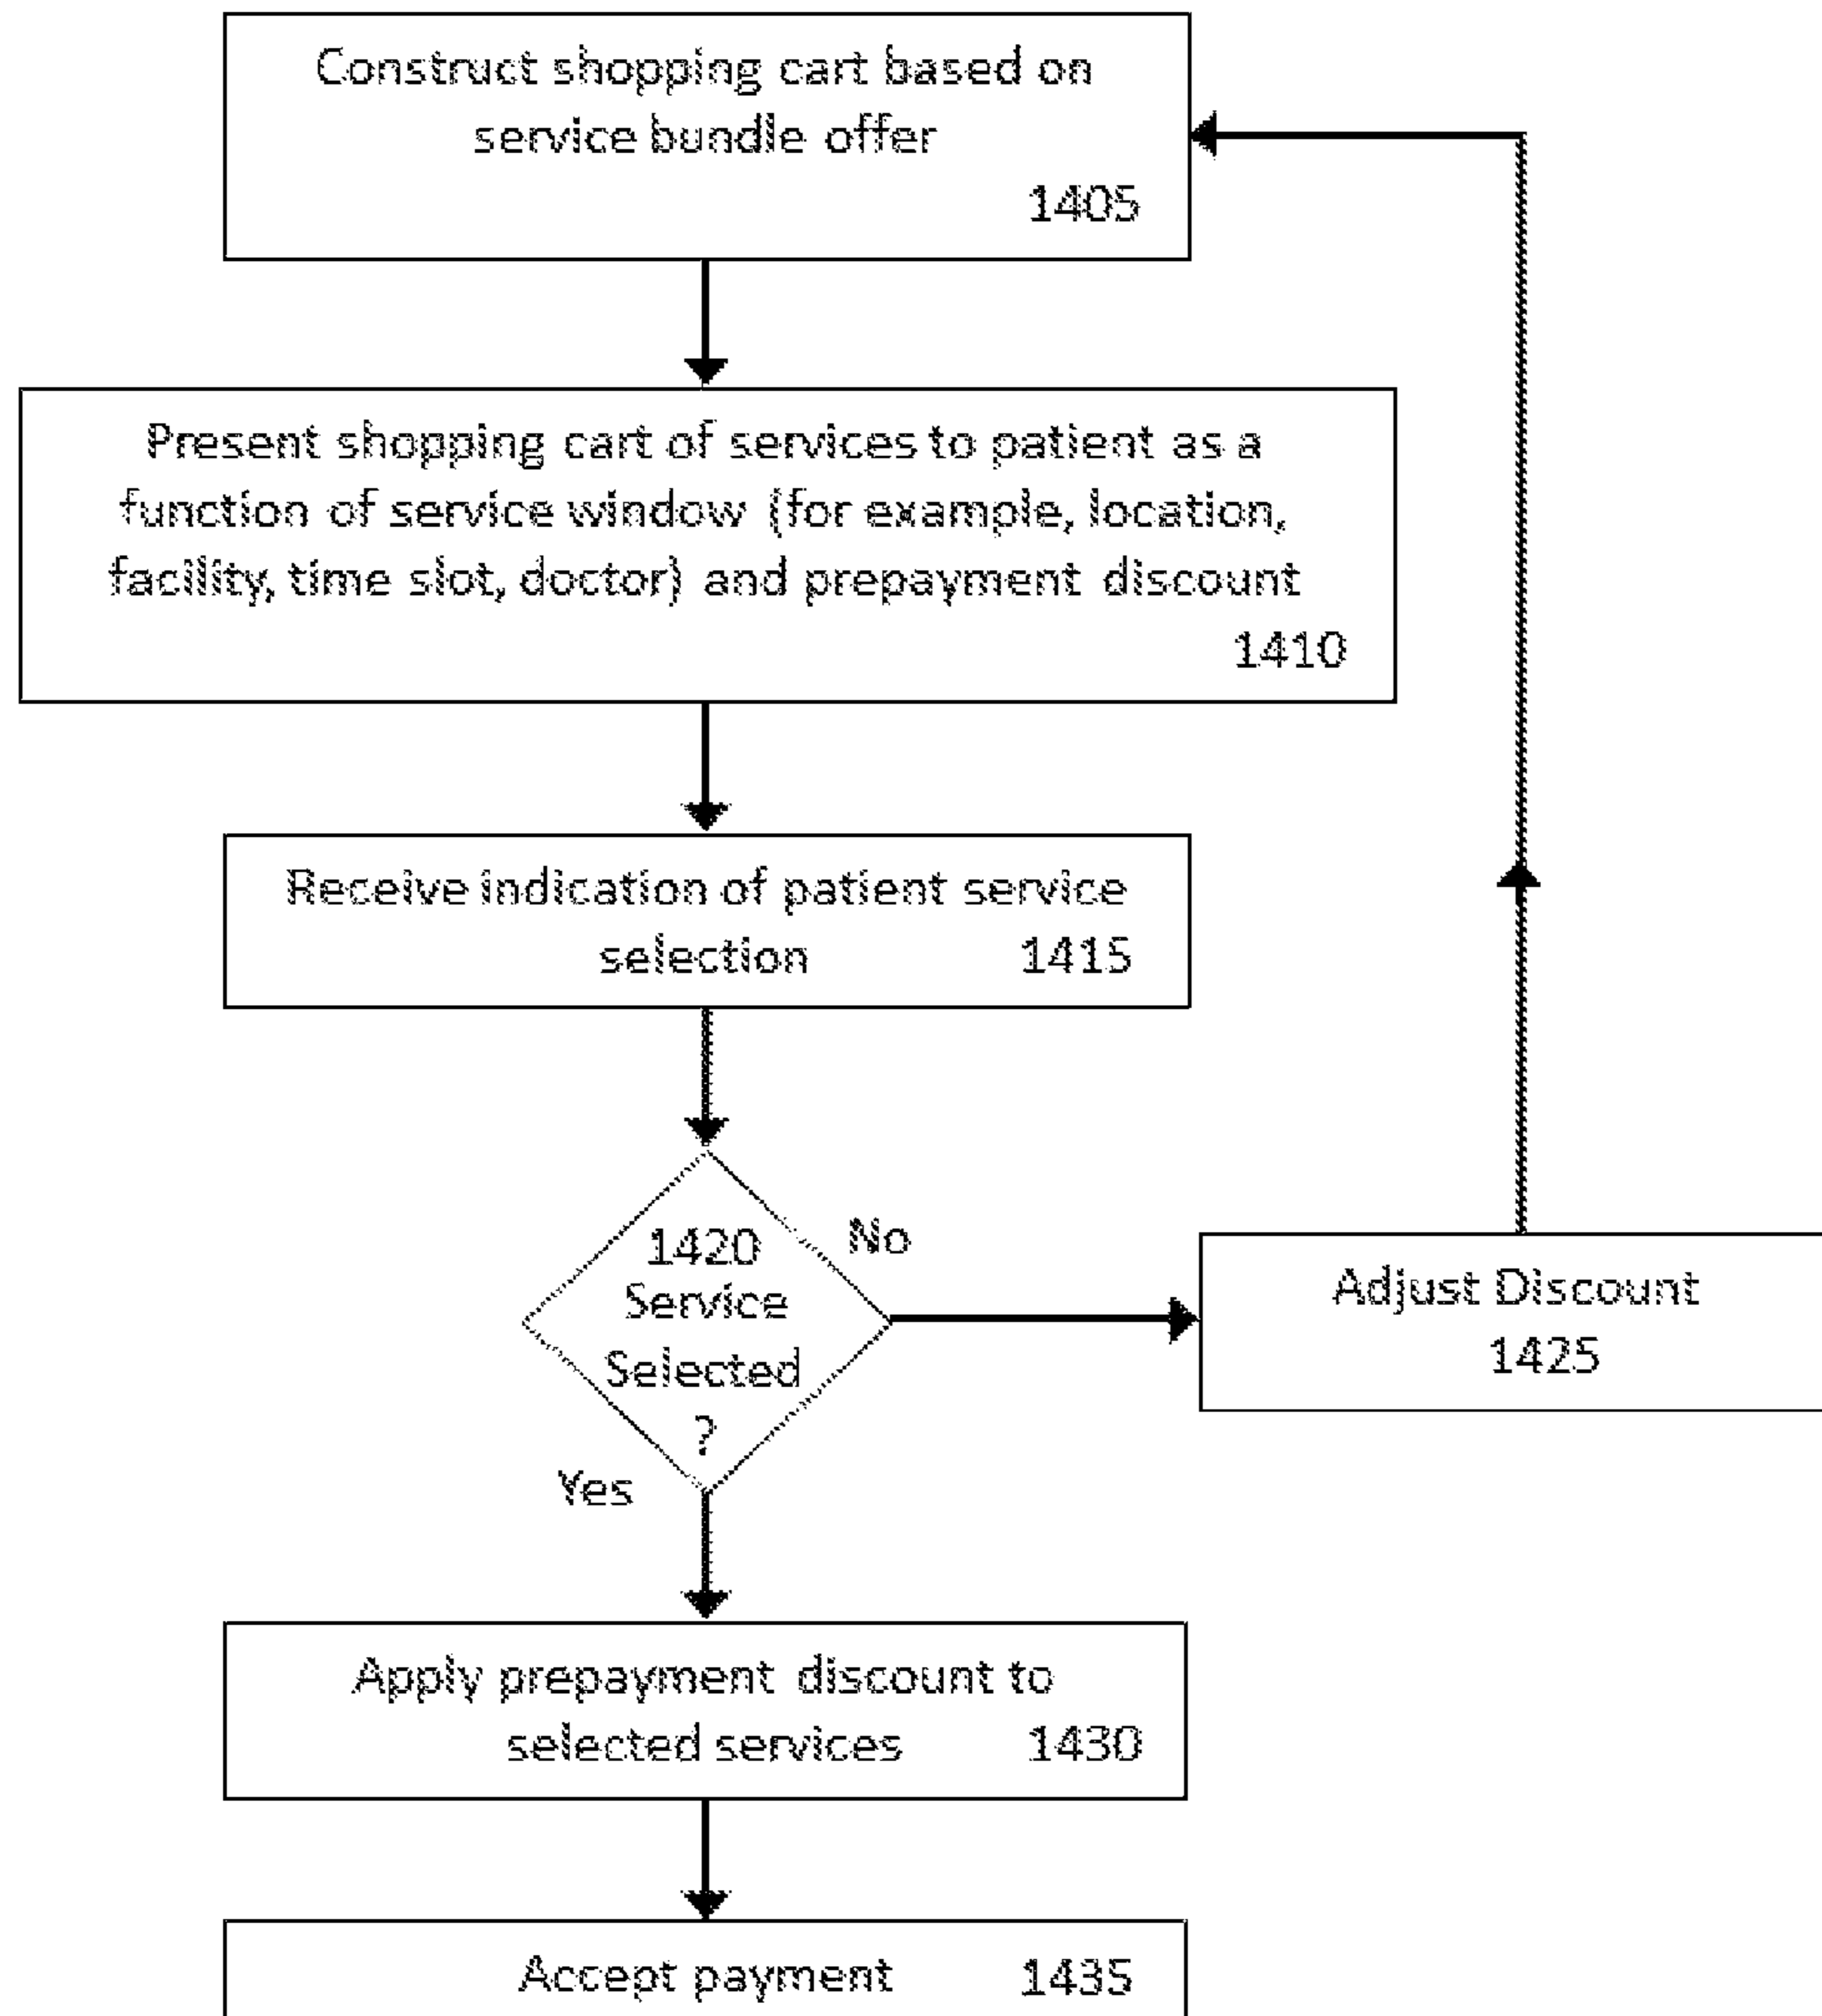 Construct shopping cart based on
service bundle offer
1405
Present shopping cart of services to patient as a
function of service window (for example, location,
facility, time slot, doctor) and prepayment discount
1410
Receive indication of patient service
selection 1415
1420
Service
Selected
?
No
Adjust Discount
1425
Yes
Apply prepayment discount to
selected services 1430
Accept payment 1435